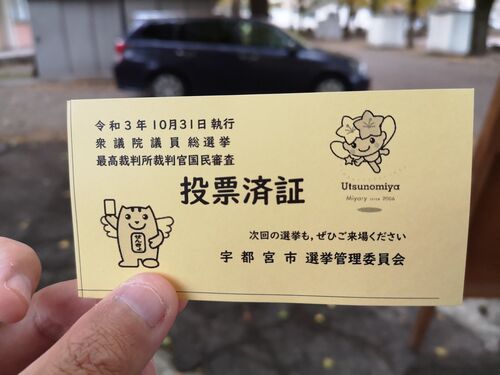 令和3年10月31日執行
衆議院議員総選挙
最高裁判所裁判官国民審査
Utsunomiya
Miyary since 2006
投票済証
次回の選挙も,ぜひご来場ください
宇都宮市 選挙管理委員会